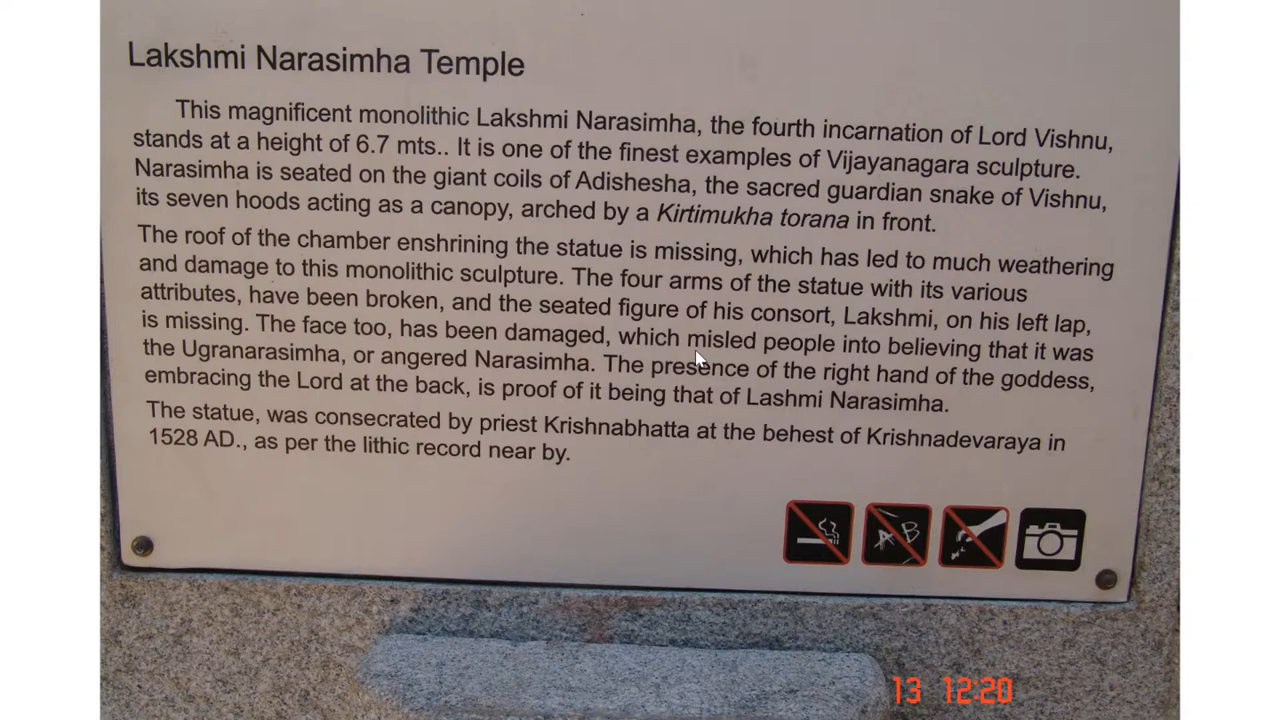 Lakshmi Narasimha Temple
This magnificent monolithic Lakshmi Narasimha, the fourth incarnation of Lord Vishnu,
stands at a height of 6.7 mts.. It is one of the finest examples of Vijayanagara sculpture.
Narasimha is seated on the giant coils of Adishesha, the sacred guardian snake of Vishnu,
its seven hoods acting as a canopy, arched by a Kirtimukha torana in front.
The roof of the chamber enshrining the statue is missing, which has led to much weathering
and damage to this monolithic sculpture. The four arms of the statue with its various
attributes, have been broken, and the seated figure of his consort, Lakshmi, on his left lap,
is missing. The face too, has been damaged, which misled people into believing that it was
the Ugranarasimha, or angered Narasimha. The presence of the right hand of the goddess,
embracing the Lord at the back, is proof of it being that of Lashmi Narasimha.
The statue, was consecrated by priest Krishnabhatta at the behest of Krishnadevaraya in
1528 AD., as per the lithic record near by.
A B
13 12:20